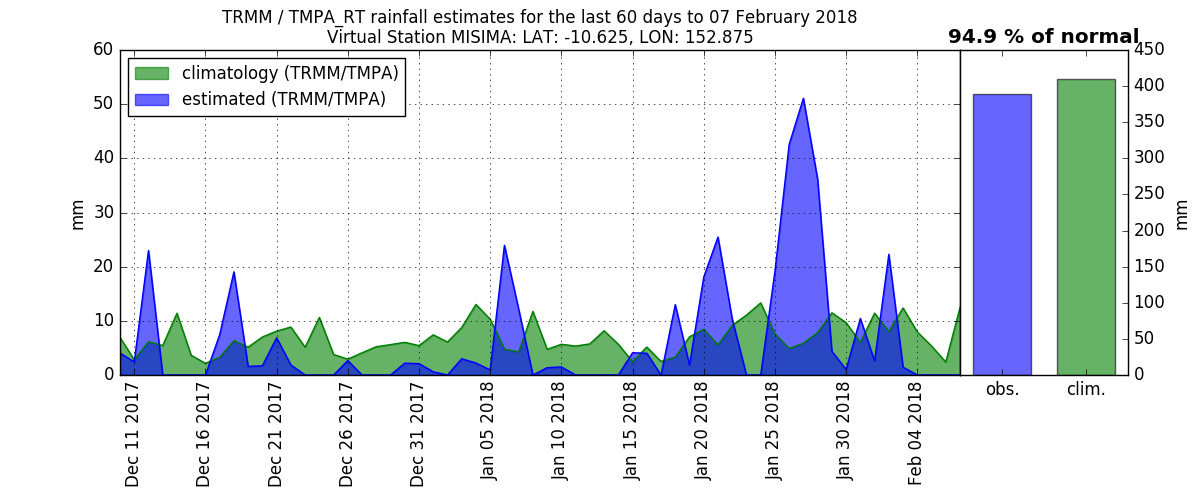 TRMM / TMPA_RT rainfall estimates for the last 60 days to 07 February 2018
Virtual Station MISIMA: LAT: -10.625, LON: 152.875
94.9 % of normal
climatology (TRMM/TMPA)
estimated (TRMM/TMPA)
60
50
40
30
20
10
0
mm
Dec 11 2017
Dec 16 2017
Dec 21 2017
Dec 26 2017
Dec 31 2017
Jan 05 2018
Jan 10 2018
Jan 15 2018
Jan 20 2018
Jan 25 2018
Jan 30 2018
Feb 04 2018
obs.
clim.
450
400
350
300
250
200
150
100
50
0
mm